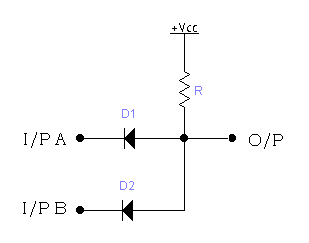 +Vcc
R
D1
I/P A
O/P
D2
I/P B